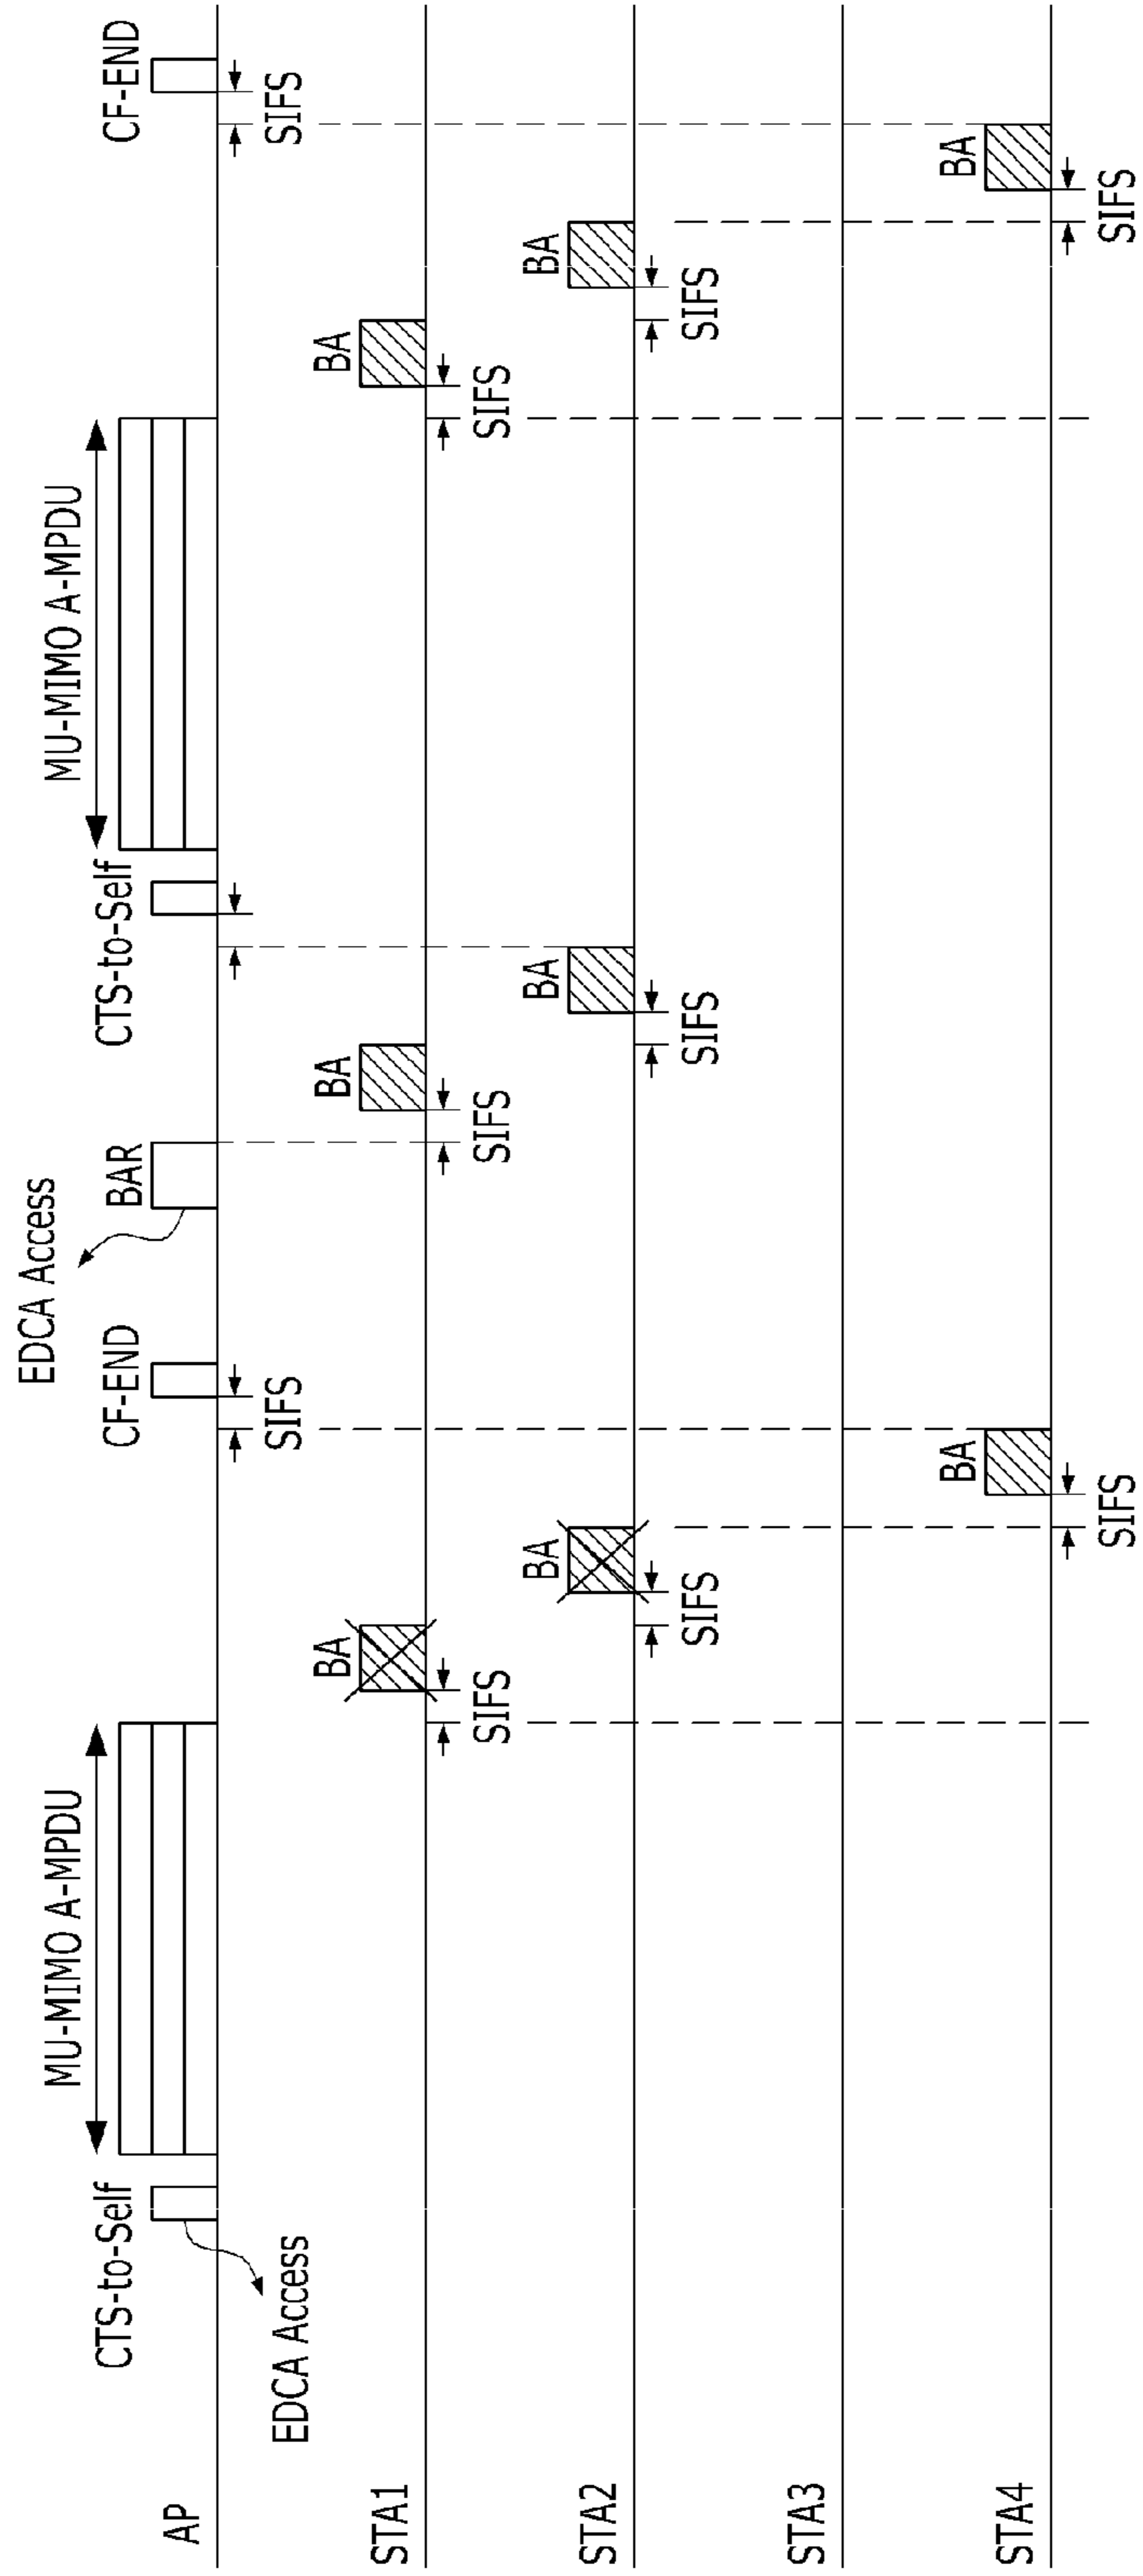 EDCA Access
MU-MIMO A-MPDU
MU-MIMO A-MPDU
CTS-to-Self
CF-END
BAR
CTS-to-Self
CF-END
AP
EDCA Access
SIFS
SIFS
BA
BA
BA
STA1
SIFS
SIFS
SIFS
BA
BA
BA
STA2
SIFS
SIFS
SIFS
STA3
BA
BA
STA4
SIFS
SIFS